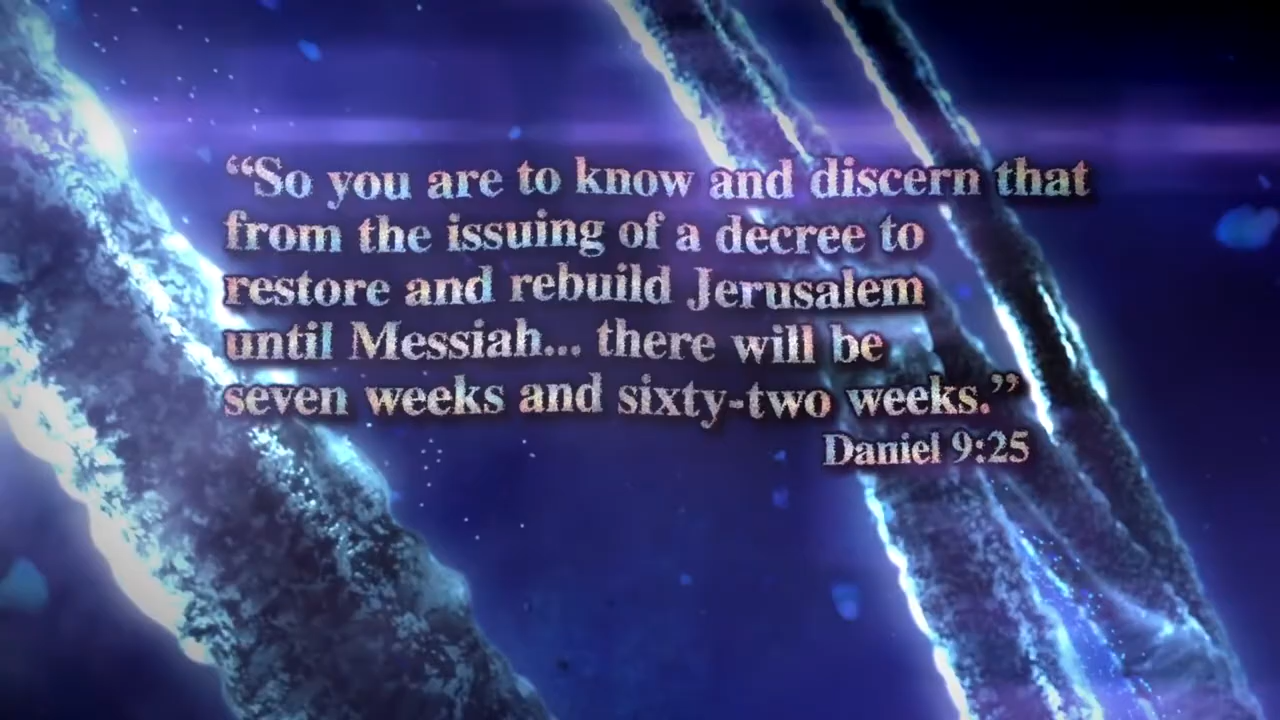 “So you are to know and discern that
from the issuing of a decree to
restore and rebuild Jerusalem
until Messiah... there will be
seven weeks and sixty-two weeks.”
Daniel 9:25